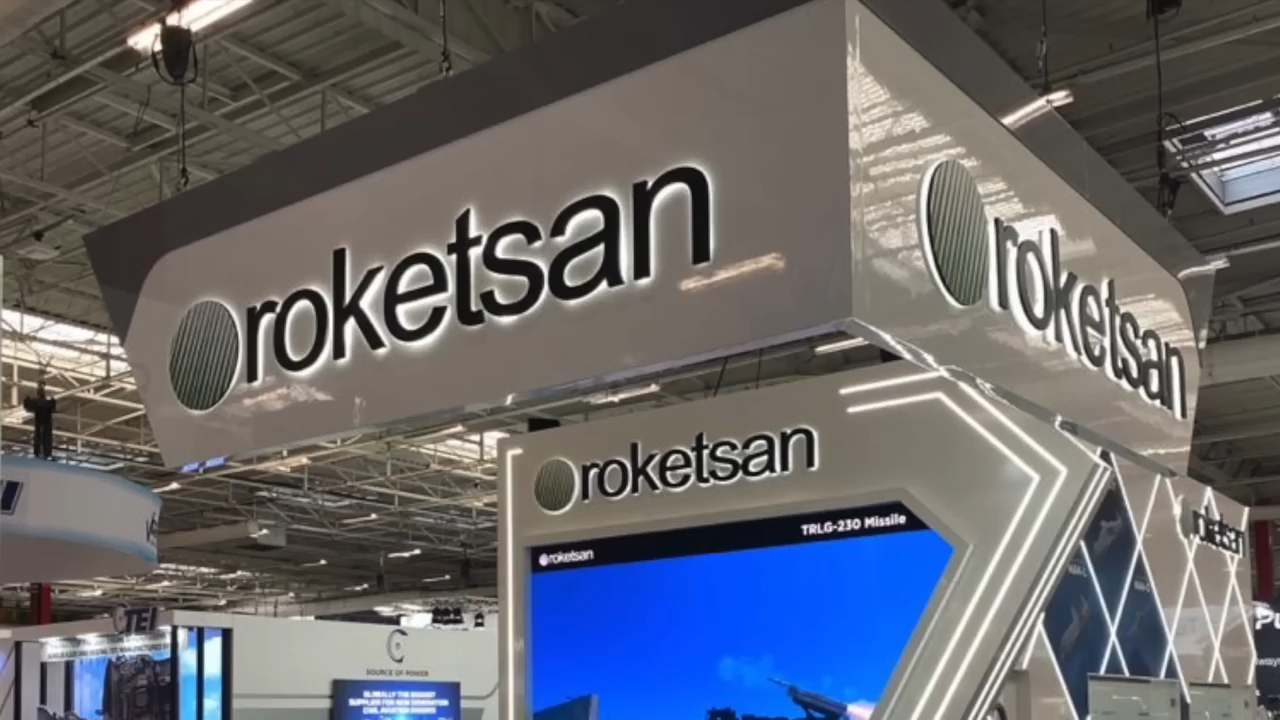 roketsan
roketsan
roketsan
TRLG-230 Missile
roketsan
roketsan
TEI
SOURCE OF POWER
GLOBALLY THE BIGGEST
SUPPLIER FOR NEW GENERATION
CIVIL AVIATION ENGINES